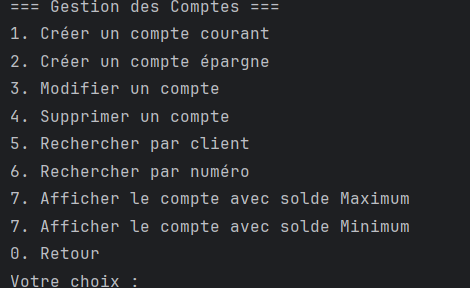 === Gestion des Comptes ===
1. Créer un compte courant
2. Créer un compte épargne
3. Modifier un compte
4. Supprimer un compte
5. Rechercher par client
6. Rechercher par numéro
7. Afficher le compte avec solde Maximum
7. Afficher le compte avec solde Minimum
0. Retour
Votre choix :